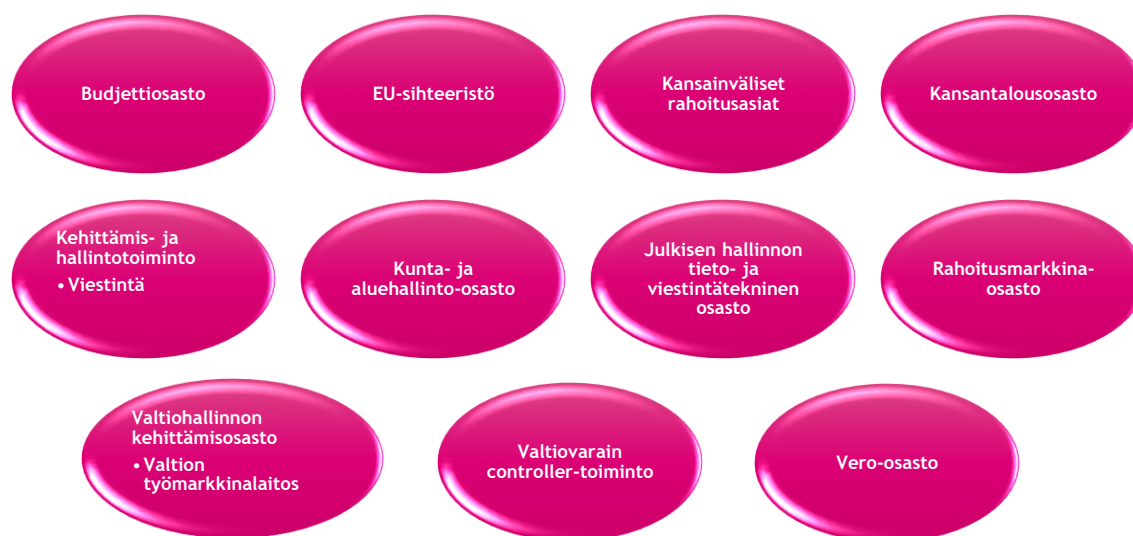 Budjettiosasto
EU-sihteeristö
Kansainväliset
rahoitusasiat
Kansantalousosasto
Kehittämis- ja
hallintotoiminto
• Viestintä
Kunta- ja
aluehallinto-osasto
Julkisen hallinnon
tieto- ja
viestintätekninen
osasto
Rahoitusmarkkina-
osasto
Valtiohallinnon
kehittämisosasto
• Valtion
työmarkkinalaitos
Valtiovarain
controller-toiminto
Vero-osasto